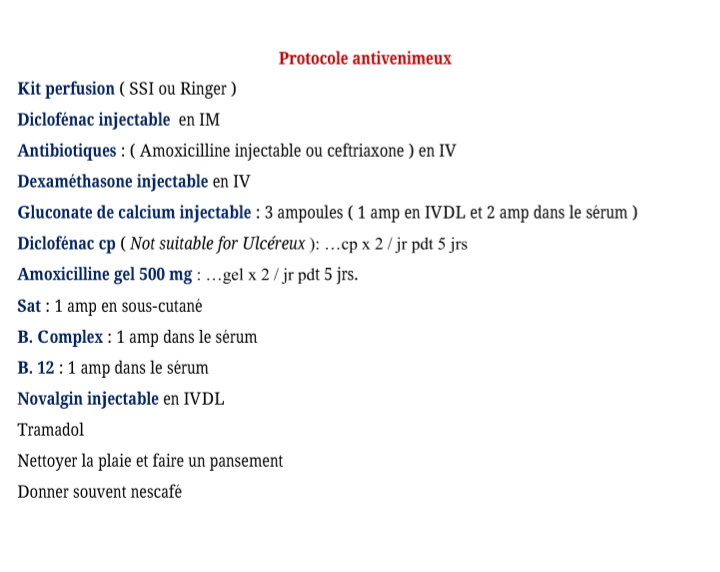 Protocole antivenimeux
Kit perfusion ( SSI ou Ringer )
Diclofénac injectable en IM
Antibiotiques : ( Amoxicilline injectable ou ceftriaxone ) en IV
Dexaméthasone injectable en IV
Gluconate de calcium injectable : 3 ampoules ( 1 amp en IVDL et 2 amp dans le sérum )
Diclofénac cp ( Not suitable for Ulcéreux ): …cp x 2 / jr pdt 5 jrs
Amoxicilline gel 500 mg : …gel x 2 / jr pdt 5 jrs.
Sat : 1 amp en sous-cutané
B. Complex : 1 amp dans le sérum
B. 12 : 1 amp dans le sérum
Novalgin injectable en IVDL
Tramadol
Nettoyer la plaie et faire un pansement
Donner souvent nescafé